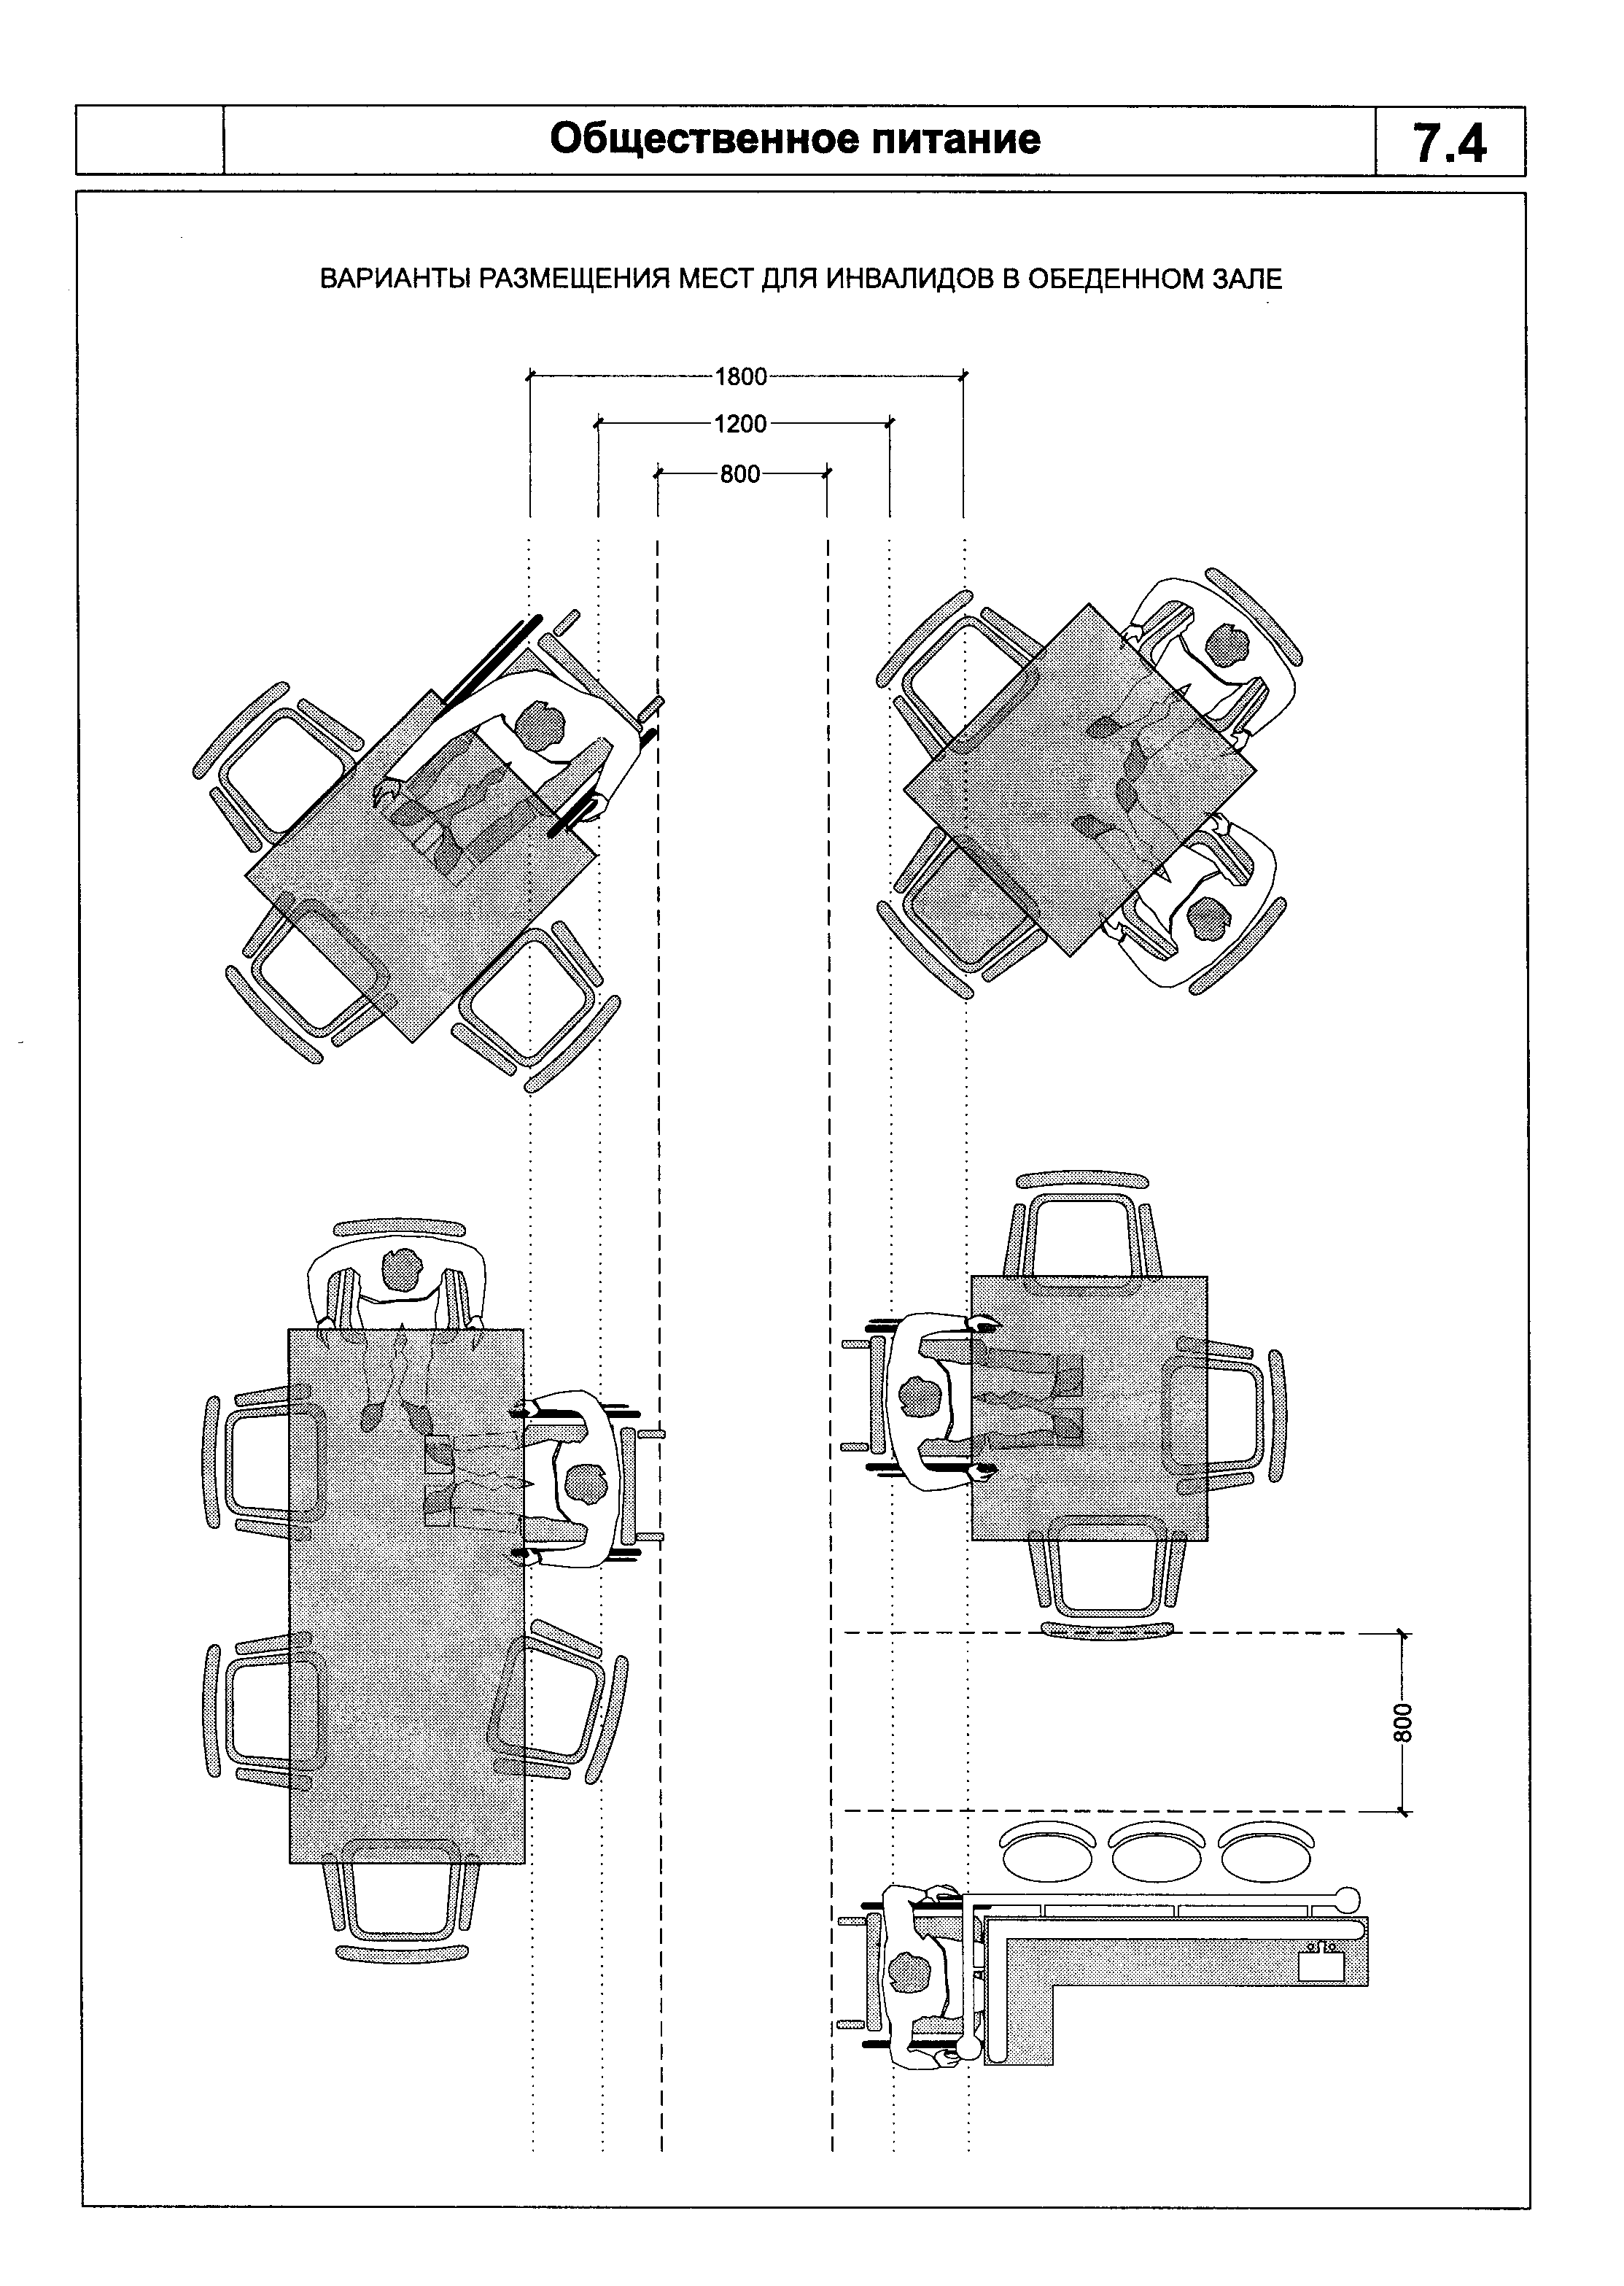 Общественное питание
7.4
ВАРИАНТЫ РАЗМЕЩЕНИЯ МЕСТ ДЛЯ ИНВАЛИДОВ В ОБЕДЕННОМ ЗАЛЕ
1800
1200
800
800